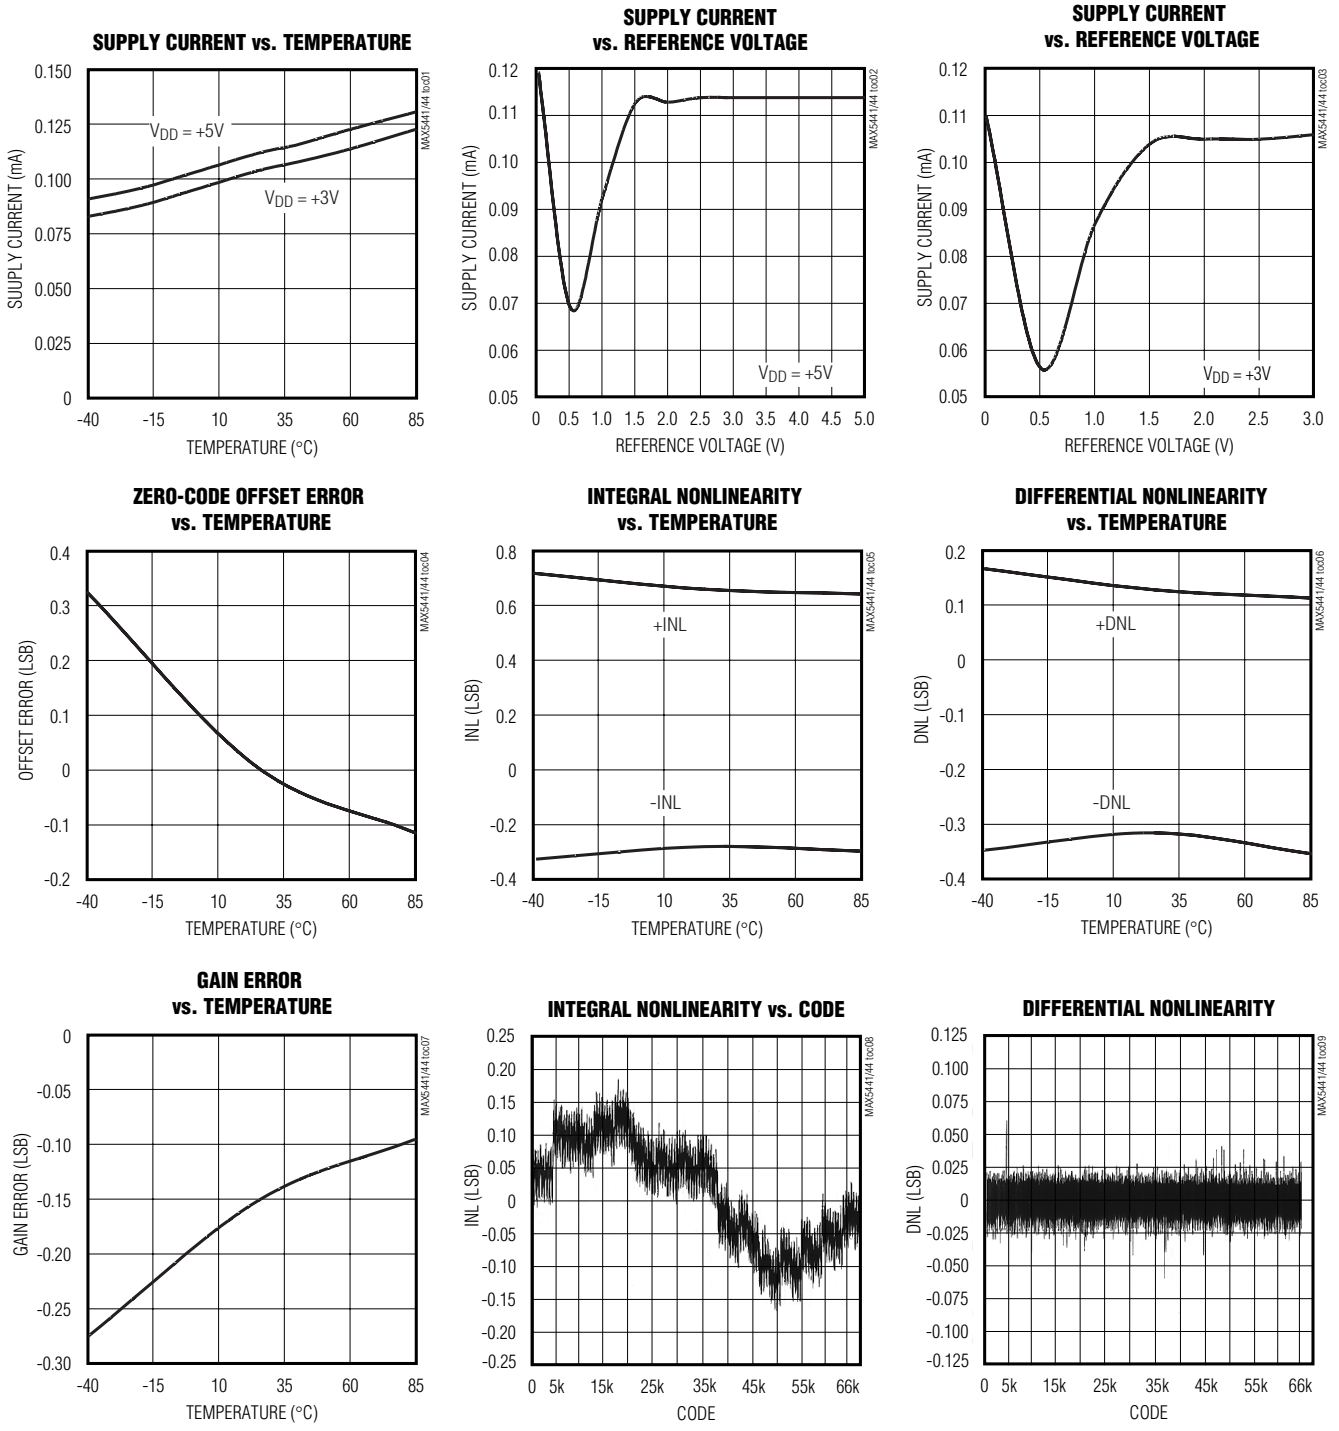 SUPPLY CURRENT vs. TEMPERATURE
MAX5441/44 toc01
SUUPLY CURRENT (mA)
0.150
0.125
0.100
0.075
0.050
0.025
0
VDD = +5V
VDD = +3V
-40 -15 10 35 60 85
TEMPERATURE (°C)
SUPPLY CURRENT
vs. REFERENCE VOLTAGE
MAX5441/44 toc02
SUPPLY CURRENT (mA)
0.12
0.11
0.10
0.09
0.08
0.07
0.06
0.05
VDD = +5V
0 0.5 1.0 1.5 2.0 2.5 3.0 3.5 4.0 4.5 5.0
REFERENCE VOLTAGE (V)
SUPPLY CURRENT
vs. REFERENCE VOLTAGE
MAX5441/44 toc03
SUPPLY CURRENT (mA)
0.12
0.11
0.10
0.09
0.08
0.07
0.06
0.05
VDD = +3V
0 0.5 1.0 1.5 2.0 2.5 3.0
REFERENCE VOLTAGE (V)
ZERO-CODE OFFSET ERROR
vs. TEMPERATURE
MAX5441/44 toc04
OFFSET ERROR (LSB)
0.4
0.3
0.2
0.1
0
-0.1
-0.2
-40 -15 10 35 60 85
TEMPERATURE (°C)
INTEGRAL NONLINEARITY
vs. TEMPERATURE
MAX5441/44 toc05
INL (LSB)
0.8
0.6
0.4
0.2
0
-0.2
-0.4
+INL
-INL
-40 -15 10 35 60 85
TEMPERATURE (°C)
DIFFERENTIAL NONLINEARITY
vs. TEMPERATURE
MAX5441/44 toc06
DNL (LSB)
0.2
0.1
0
-0.1
-0.2
-0.3
-0.4
+DNL
-DNL
-40 -15 10 35 60 85
TEMPERATURE (°C)
GAIN ERROR
vs. TEMPERATURE
MAX5441/44 toc07
GAIN ERROR (LSB)
0
-0.05
-0.10
-0.15
-0.20
-0.25
-0.30
-40 -15 10 35 60 85
TEMPERATURE (°C)
INTEGRAL NONLINEARITY vs. CODE
MAX5441/44 toc08
INL (LSB)
0.25
0.20
0.15
0.10
0.05
0
-0.05
-0.10
-0.15
-0.20
-0.25
0 5k 15k 25k 35k 45k 55k 66k
CODE
DIFFERENTIAL NONLINEARITY
MAX5441/44 toc09
DNL (LSB)
0.125
0.100
0.075
0.050
0.025
0
-0.025
-0.050
-0.075
-0.100
-0.125
0 5k 15k 25k 35k 45k 55k 66k
CODE